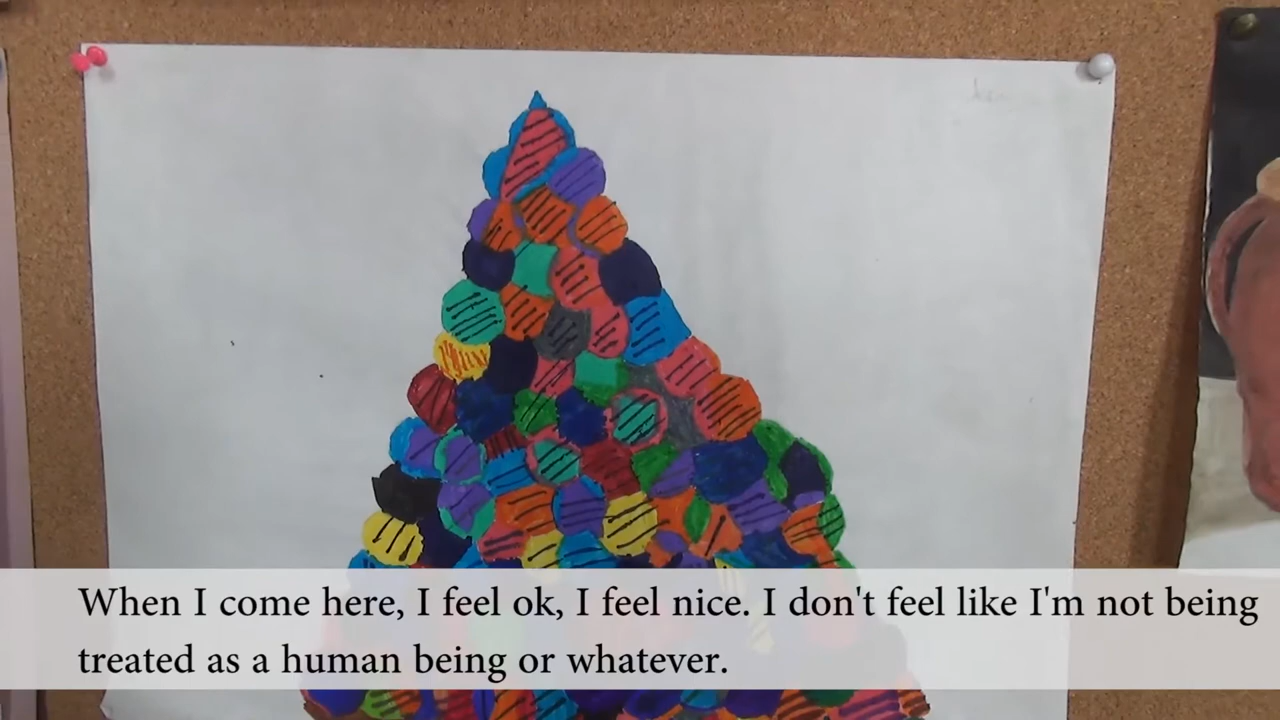 When I come here, I feel ok, I feel nice. I don't feel like I'm not being
treated as a human being or whatever.